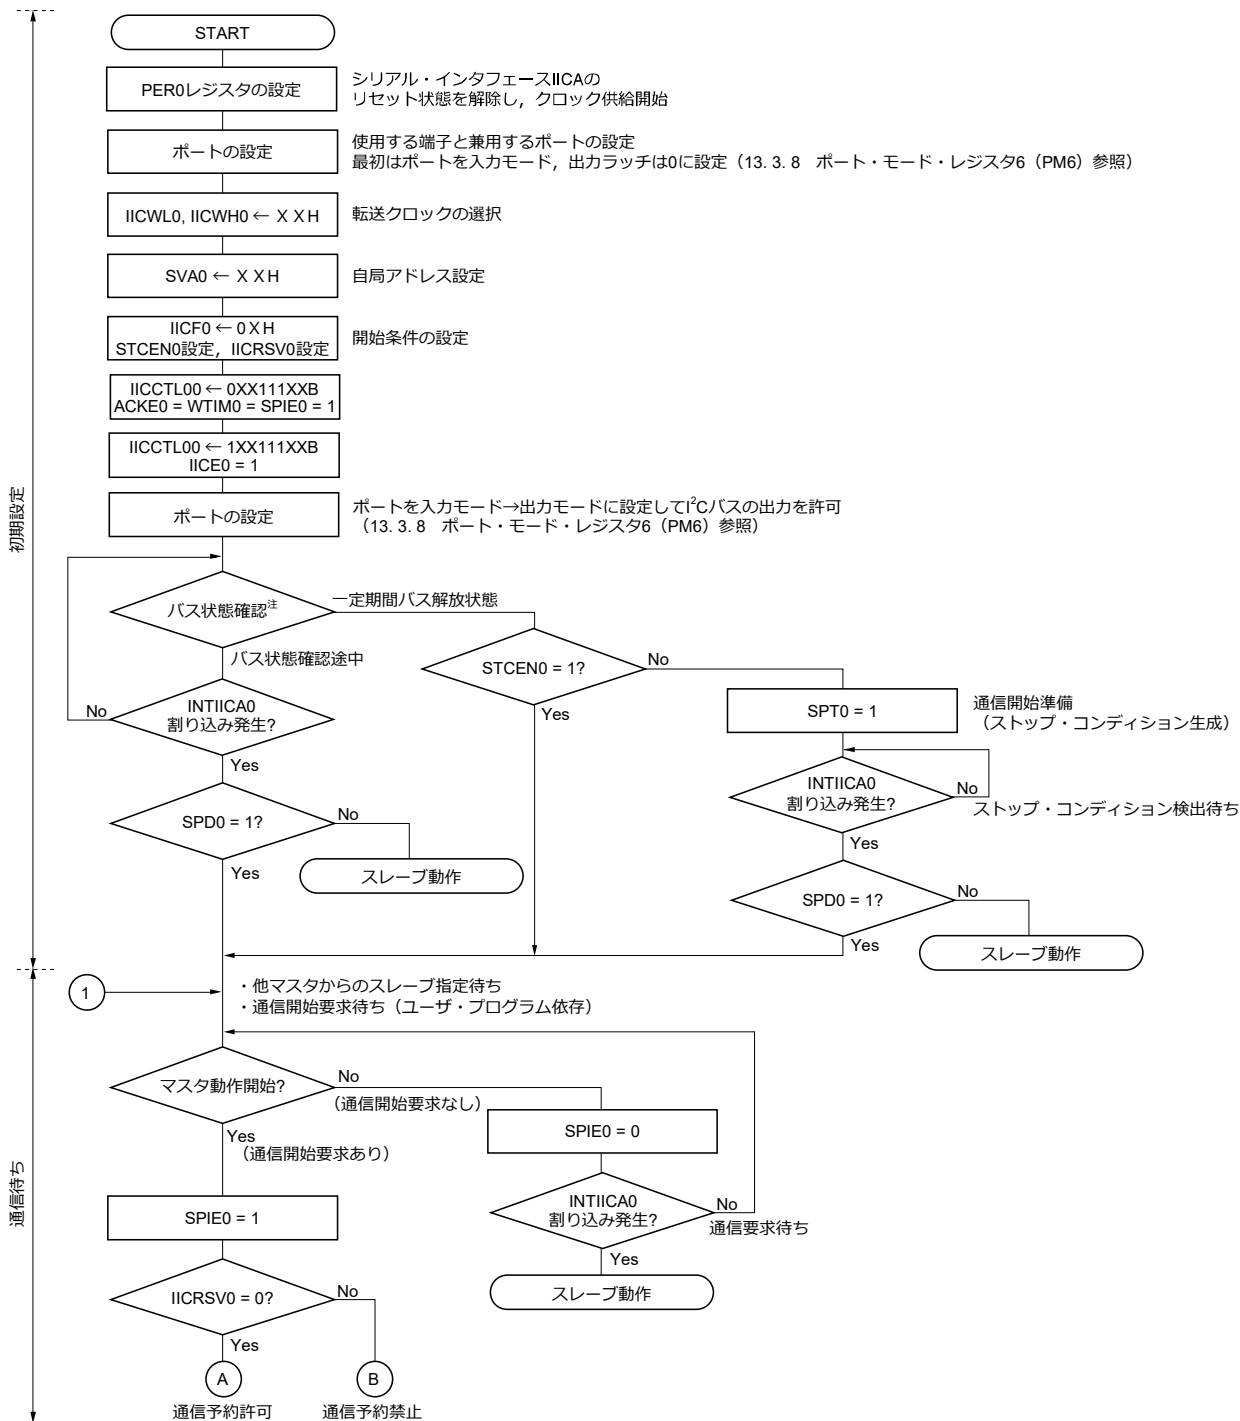 START
PER0レジスタの設定
シリアル・インタフェースIICAの
リセット状態を解除し，クロック供給開始
ポートの設定
使用する端子と兼用するポートの設定
最初はポートを入力モード，出力ラッチは0に設定（13. 3. 8　ポート・モード・レジスタ6（PM6）参照）
IICWL0, IICWH0 ← X X H
転送クロックの選択
SVA0 ← X X H
自局アドレス設定
IICF0 ← 0 X H
STCEN0設定，IICRSV0設定
開始条件の設定
IICCTL00 ← 0XX111XXB
ACKE0 = WTIM0 = SPIE0 = 1
IICCTL00 ← 1XX111XXB
IICE0 = 1
ポートの設定
ポートを入力モード→出力モードに設定してI²Cバスの出力を許可
（13. 3. 8　ポート・モード・レジスタ6（PM6）参照）
初期設定
バス状態確認注
一定期間バス解放状態
バス状態確認途中
STCEN0 = 1?
No
Yes
SPT0 = 1
通信開始準備
（ストップ・コンディション生成）
INTIICA0
割り込み発生?
No
Yes
INTIICA0
割り込み発生?
No
ストップ・コンディション検出待ち
Yes
SPD0 = 1?
No
Yes
スレーブ動作
SPD0 = 1?
No
Yes
スレーブ動作
1
・他マスタからのスレーブ指定待ち
・通信開始要求待ち（ユーザ・プログラム依存）
マスタ動作開始?
No
（通信開始要求なし）
Yes
（通信開始要求あり）
SPIE0 = 0
通信待ち
SPIE0 = 1
INTIICA0
割り込み発生?
No
通信要求待ち
Yes
スレーブ動作
IICRSV0 = 0?
No
Yes
A
B
通信予約許可
通信予約禁止